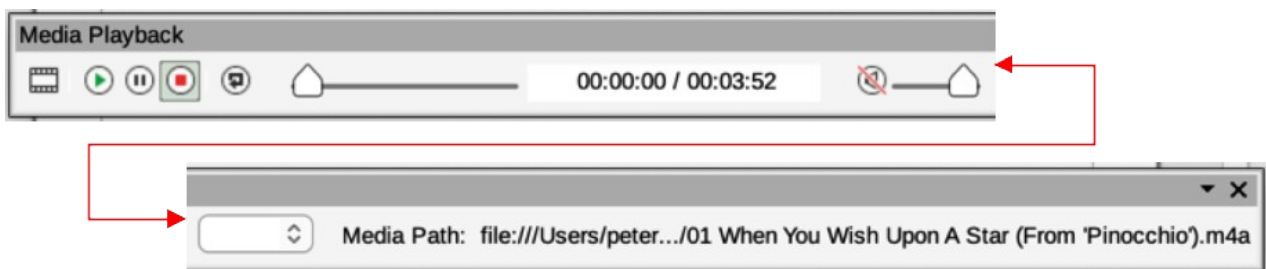 Media Playback
00:00:00 / 00:03:52
Media Path: file:///Users/peter.../01 When You Wish Upon A Star (From 'Pinocchio').m4a